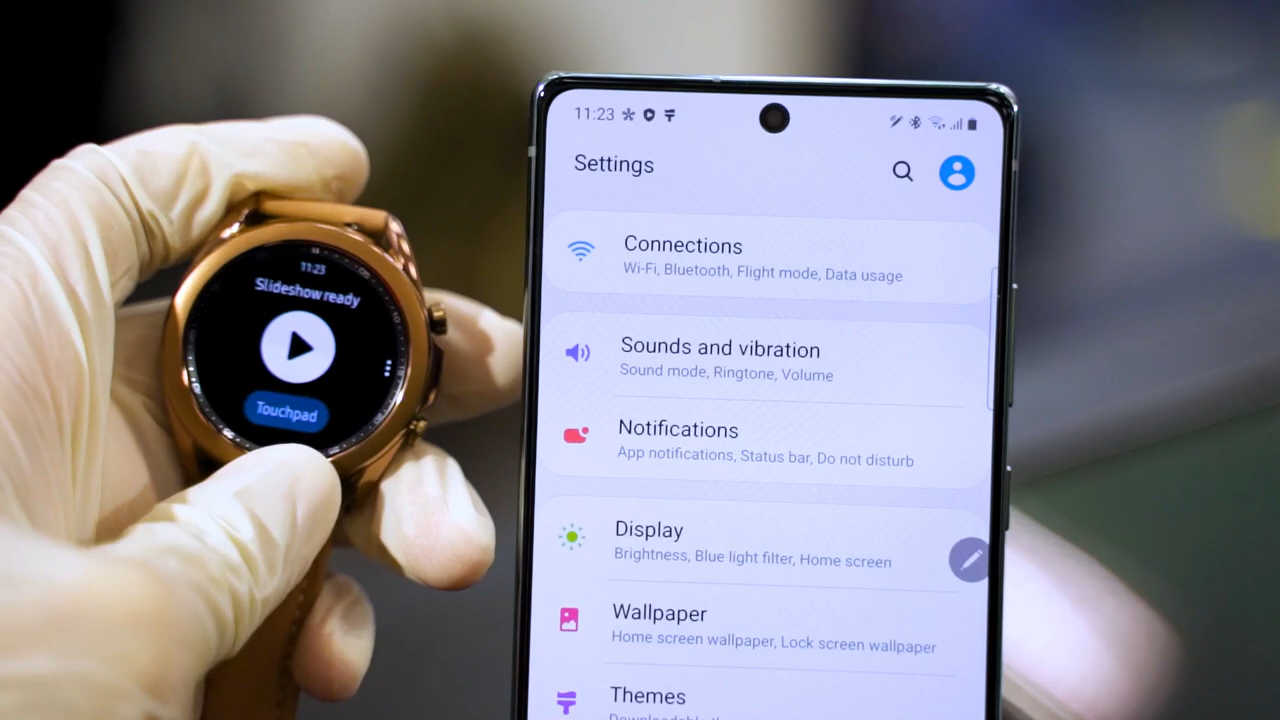 11:23
Slideshow ready
Touchpad
11:23
Settings
Connections
Wi-Fi, Bluetooth, Flight mode, Data usage
Sounds and vibration
Sound mode, Ringtone, Volume
Notifications
App notifications, Status bar, Do not disturb
Display
Brightness, Blue light filter, Home screen
Wallpaper
Home screen wallpaper, Lock screen wallpaper
Themes